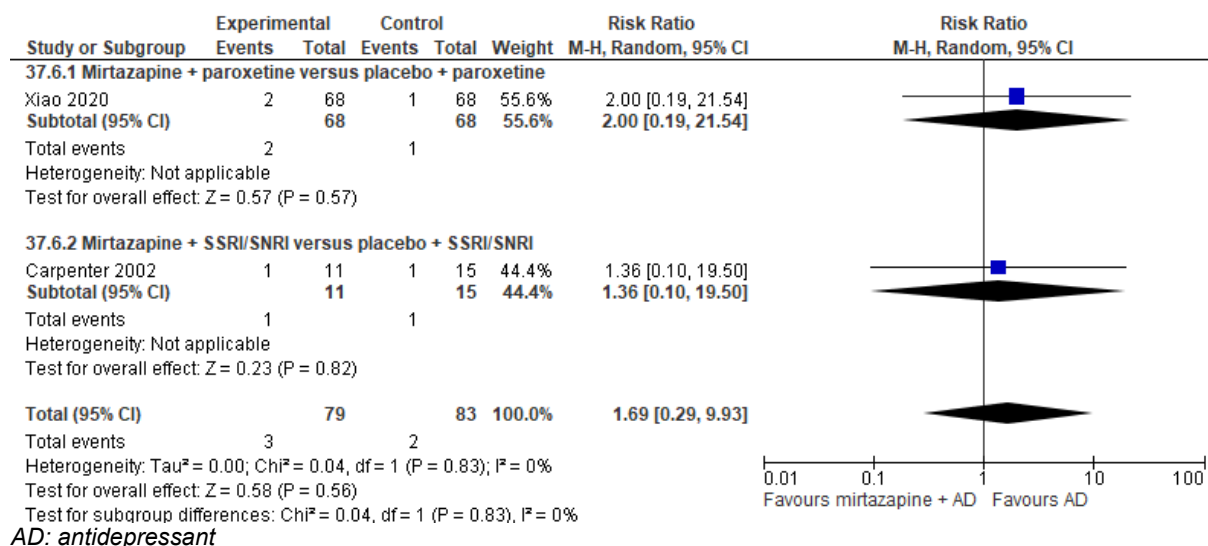 Experimental Control Risk Ratio Risk Ratio
Study or Subgroup Events Total Events Total Weight M-H, Random, 95% CI M-H, Random, 95% CI
37.6.1 Mirtazapine + paroxetine versus placebo + paroxetine
Xiao 2020 2 68 1 68 55.6% 2.00 [0.19, 21.54]
Subtotal (95% CI) 68 68 55.6% 2.00 [0.19, 21.54]
Total events 2 1
Heterogeneity: Not applicable
Test for overall effect: Z = 0.57 (P = 0.57)
37.6.2 Mirtazapine + SSRI/SNRI versus placebo + SSRI/SNRI
Carpenter 2002 1 11 1 15 44.4% 1.36 [0.10, 19.50]
Subtotal (95% CI) 11 15 44.4% 1.36 [0.10, 19.50]
Total events 1 1
Heterogeneity: Not applicable
Test for overall effect: Z = 0.23 (P = 0.82)
Total (95% CI) 79 83 100.0% 1.69 [0.29, 9.93]
Total events 3 2
Heterogeneity: Tau² = 0.00; Chi² = 0.04, df = 1 (P = 0.83); I² = 0%
Test for overall effect: Z = 0.58 (P = 0.56)
Test for subgroup differences: Chi² = 0.04, df = 1 (P = 0.83), I² = 0%
0.01 0.1 1 10 100
Favours mirtazapine + AD Favours AD
AD: antidepressant